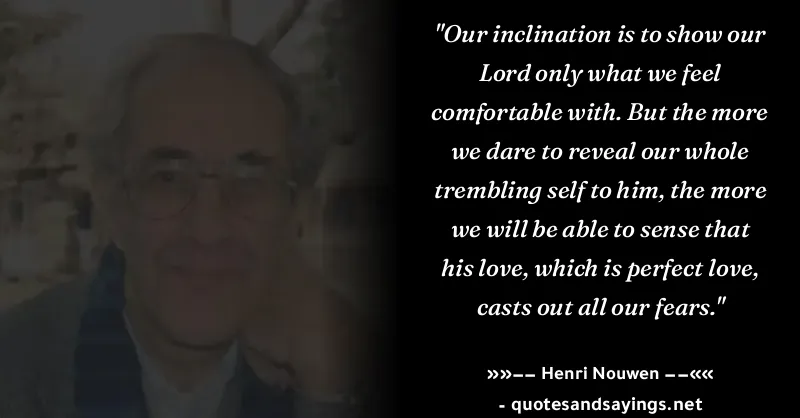 "Our inclination is to show our
Lord only what we feel
comfortable with. But the more
we dare to reveal our whole
trembling self to him, the more
we will be able to sense that
his love, which is perfect love,
casts out all our fears."
»»−− Henri Nouwen −−««
- quotesandsayings.net